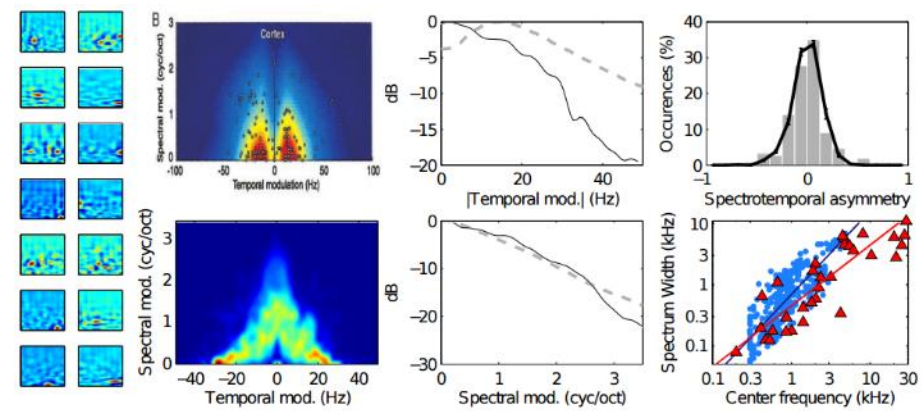 B
Cortex
Spectral mod. (cyc/oct)
3
2
1
0
-100 -50 0 50 100
Temporal modulation (Hz)
dB
0
−5
−10
−15
−20
0 20 40
|Temporal mod.| (Hz)
Occurences (%)
40
20
0
−1 0 1
Spectrotemporal asymmetry
Spectral mod. (cyc/oct)
3
2
1
0
−40 −20 0 20 40
Temporal mod. (Hz)
dB
0
−10
−20
−30
0 1 2 3
Spectral mod. (cyc/oct)
Spectrum Width (kHz)
10
5
3
1
0.3
0.1
0.1 0.3 1 3 10 30
Center frequency (kHz)